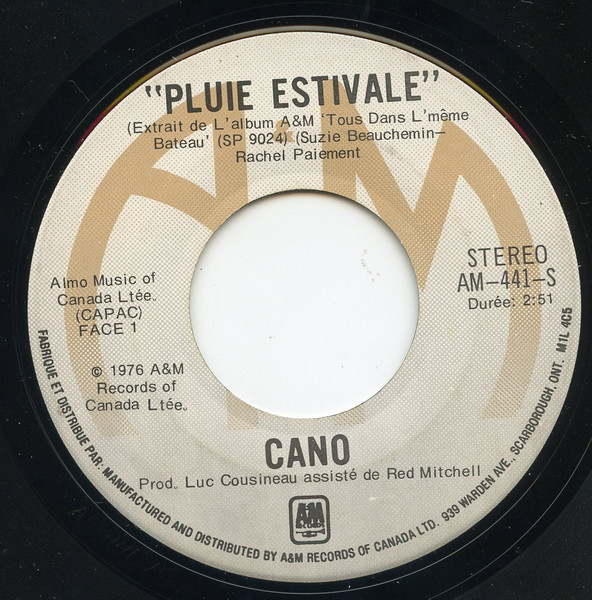 "PLUIE ESTIVALE"
(Extrait de L'album A&M 'Tous Dans L'même
Bateau' (SP 9024) (Suzie Beauchemin—
Rachel Paiement
Almo Music of
Canada Ltée.
(CAPAC)
FACE 1
STEREO
AM-441-S
Durée: 2:51
© 1976 A&M
Records of
Canada Ltée.
CANO
Prod. Luc Cousineau assisté de Red Mitchell
A&M
RECORDS
FABRIQUE ET DISTRIBUE PAR: MANUFACTURED AND DISTRIBUTED BY A&M RECORDS OF CANADA LTD. 939 WARDEN AVE., SCARBOROUGH, ONT. M1L 4C5